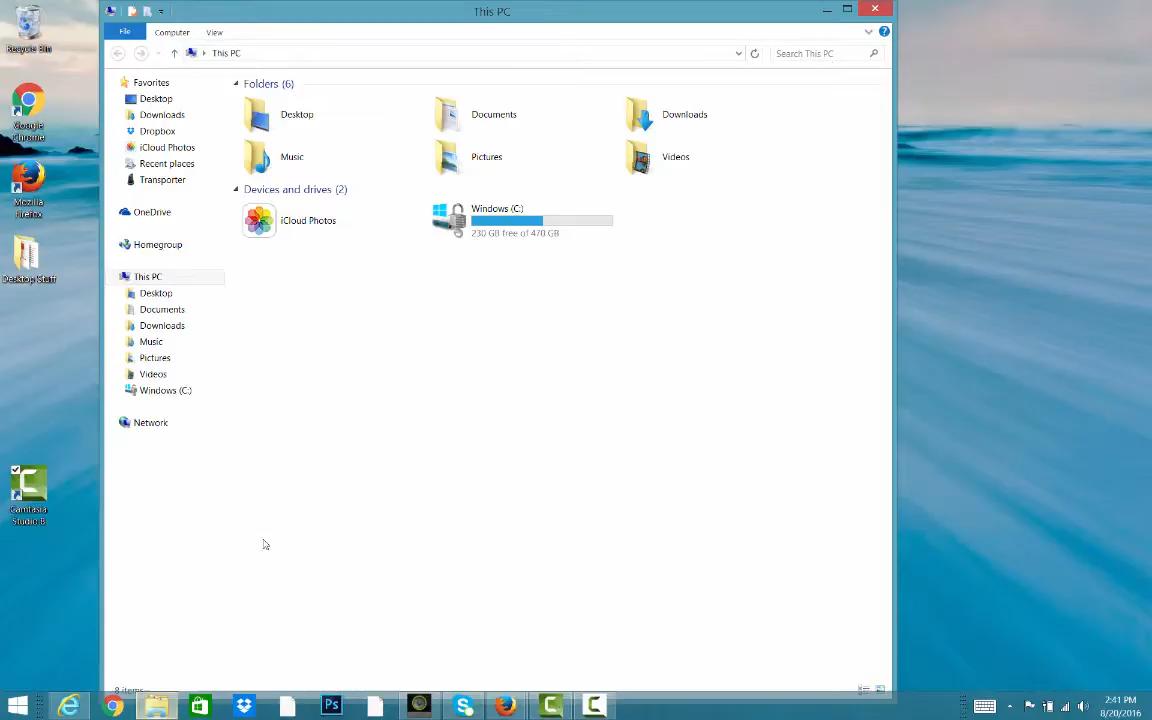 This PC
File
Computer
View
This PC
Search This PC
Recycle Bin
Google
Chrome
Mozilla
Firefox
Desktop Stuff
Camtasia
Studio 8
Favorites
Desktop
Downloads
Dropbox
iCloud Photos
Recent places
Transporter
OneDrive
Homegroup
This PC
Desktop
Documents
Downloads
Music
Pictures
Videos
Windows (C:)
Network
Folders (6)
Desktop
Documents
Downloads
Music
Pictures
Videos
Devices and drives (2)
iCloud Photos
Windows (C:)
230 GB free of 470 GB
8 items
Ps
2:41 PM
8/20/2016